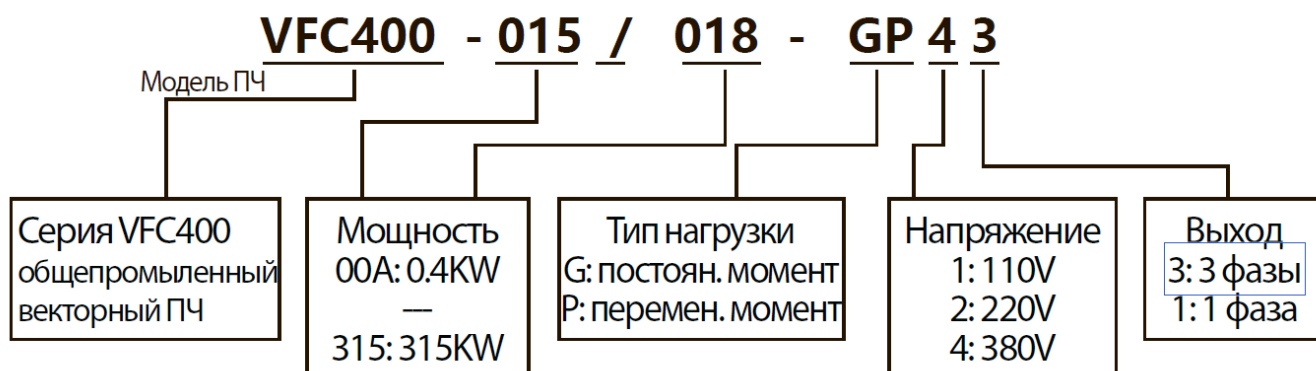 VFC400 - 015 / 018 - GP 4 3
Модель ПЧ
Серия VFC400
общепромыленный
векторный ПЧ
Мощность
00A: 0.4KW
---
315: 315KW
Тип нагрузки
G: постоян. момент
P: перемен. момент
Напряжение
1: 110V
2: 220V
4: 380V
Выход
3: 3 фазы
1: 1 фаза